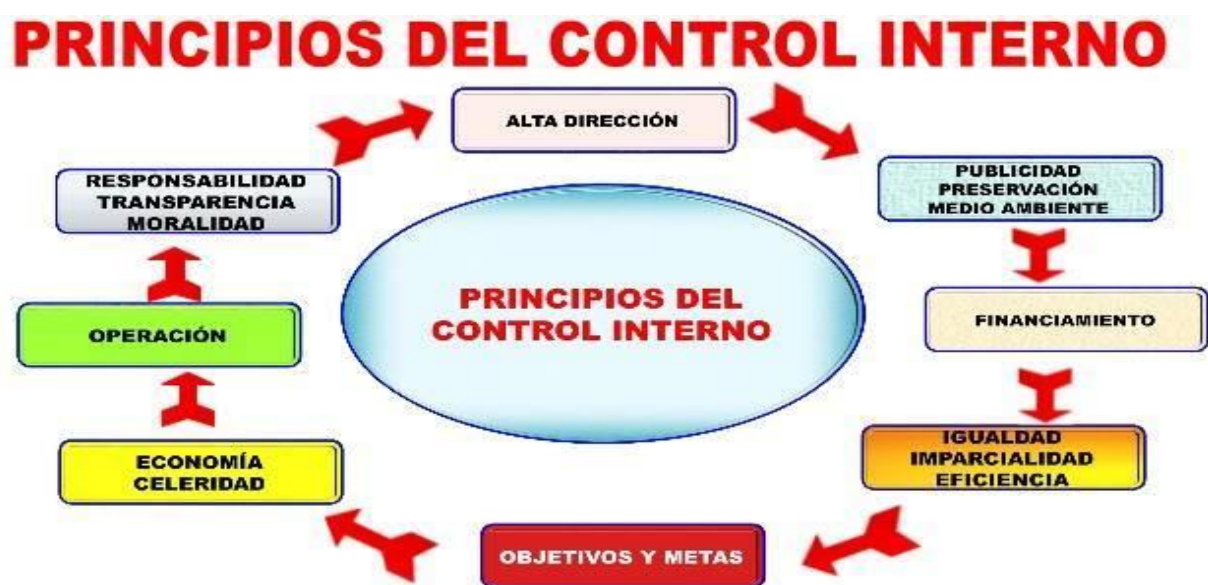 PRINCIPIOS DEL CONTROL INTERNO
ALTA DIRECCIÓN
PUBLICIDAD
PRESERVACIÓN
MEDIO AMBIENTE
FINANCIAMIENTO
IGUALDAD
IMPARCIALIDAD
EFICIENCIA
OBJETIVOS Y METAS
ECONOMÍA
CELERIDAD
OPERACIÓN
RESPONSABILIDAD
TRANSPARENCIA
MORALIDAD
PRINCIPIOS DEL
CONTROL INTERNO